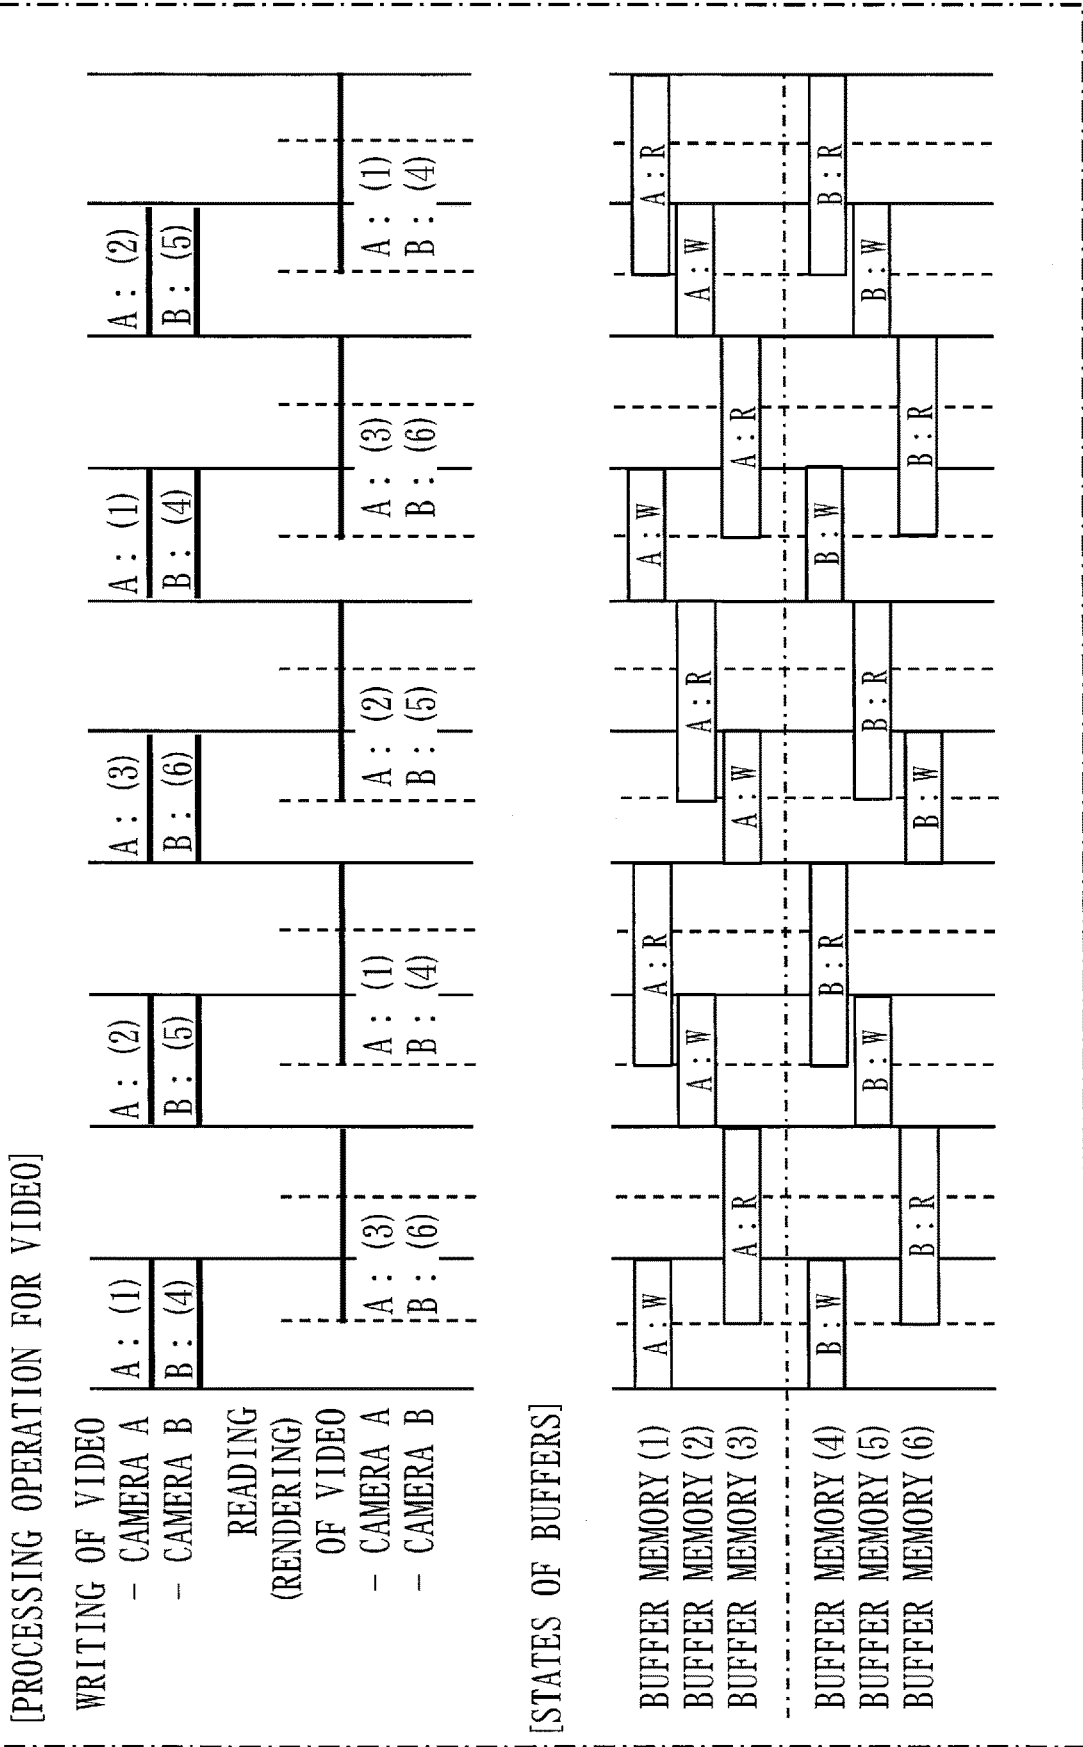 [PROCESSING OPERATION FOR VIDEO]
WRITING OF VIDEO
- CAMERA A A:(1) A:(2) A:(3) A:(1) A:(2)
- CAMERA B B:(4) B:(5) B:(6) B:(4) B:(5)
READING
(RENDERING)
OF VIDEO
- CAMERA A A:(3) A:(1) A:(2) A:(3) A:(1)
- CAMERA B B:(6) B:(4) B:(5) B:(6) B:(4)
[STATES OF BUFFERS]
BUFFER MEMORY(1) A:W A:R A:W A:R
BUFFER MEMORY(2) A:W A:R A:W
BUFFER MEMORY(3) A:R A:W A:R
BUFFER MEMORY(4) B:W B:R B:W B:R
BUFFER MEMORY(5) B:W B:R B:W
BUFFER MEMORY(6) B:R B:W B:R